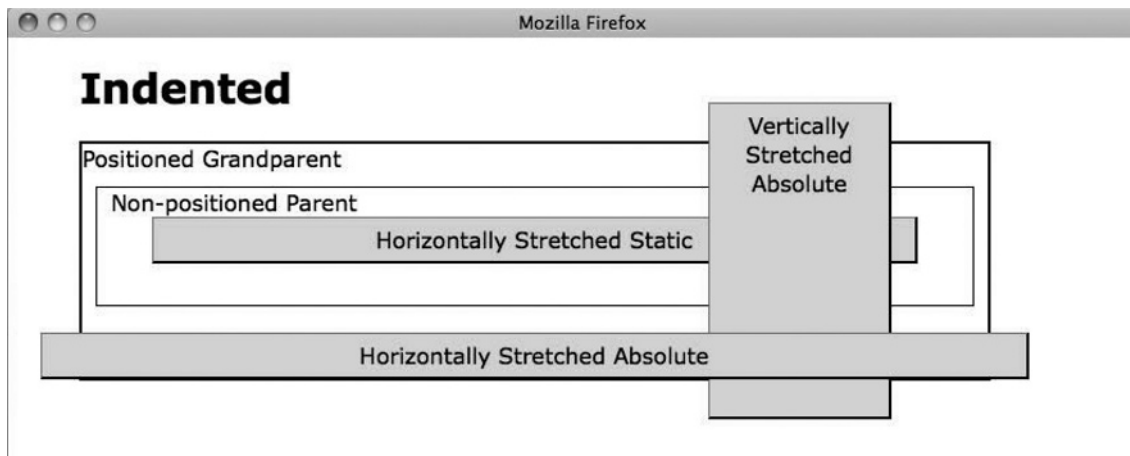 Mozilla Firefox
Indented
Vertically
Stretched
Absolute
Positioned Grandparent
Non-positioned Parent
Horizontally Stretched Static
Horizontally Stretched Absolute